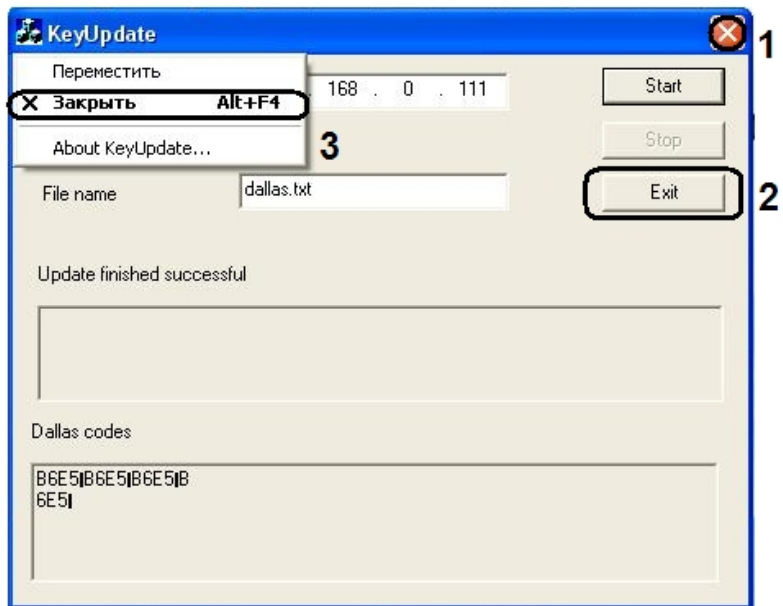 KeyUpdate
1
Переместить
Закрыть Alt+F4
About KeyUpdate...
. 168 . 0 . 111
Start
3
Stop
File name
dallas.txt
Exit
2
Update finished successful
Dallas codes
B6E5|B6E5|B6E5|B
6E5|